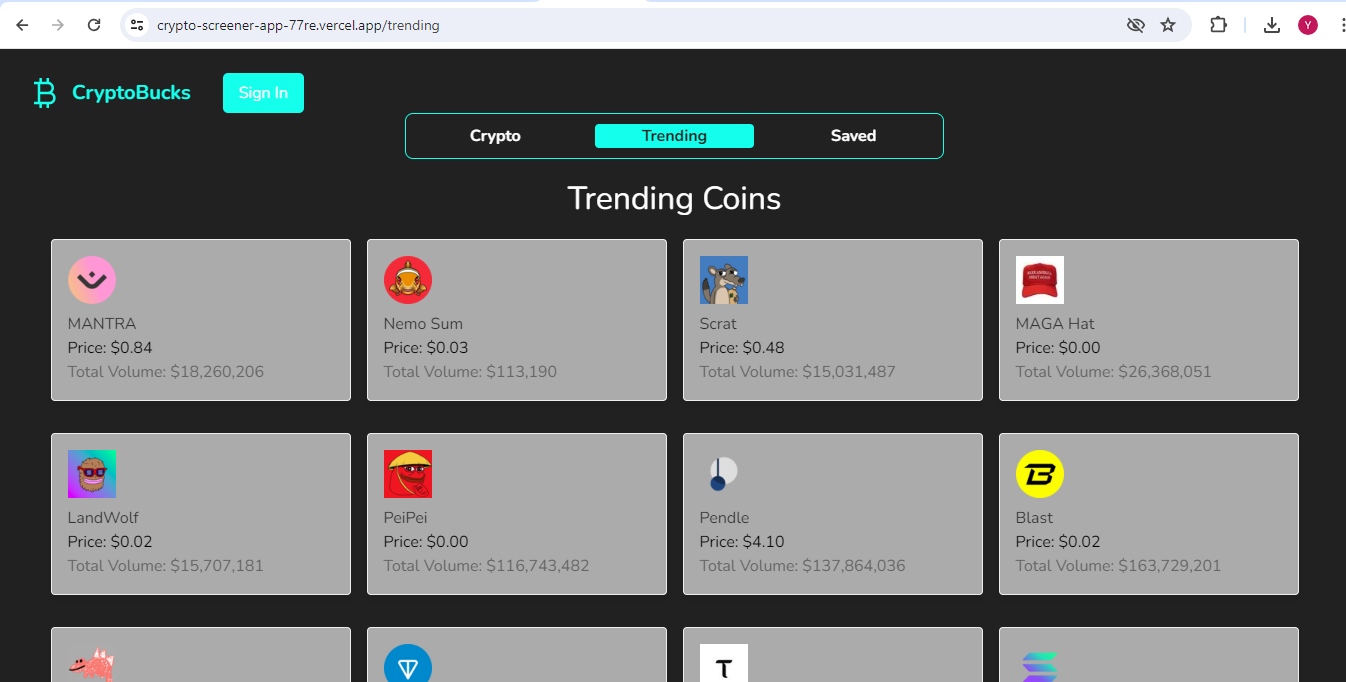 crypto-screener-app-77re.vercel.app/trending
Y
CryptoBucks
Sign In
Crypto
Trending
Saved
Trending Coins
MANTRA
Price: $0.84
Total Volume: $18,260,206
Nemo Sum
Price: $0.03
Total Volume: $113,190
Scrat
Price: $0.48
Total Volume: $15,031,487
MAGA Hat
Price: $0.00
Total Volume: $26,368,051
LandWolf
Price: $0.02
Total Volume: $15,707,181
PeiPei
Price: $0.00
Total Volume: $116,743,482
Pendle
Price: $4.10
Total Volume: $137,864,036
Blast
Price: $0.02
Total Volume: $163,729,201